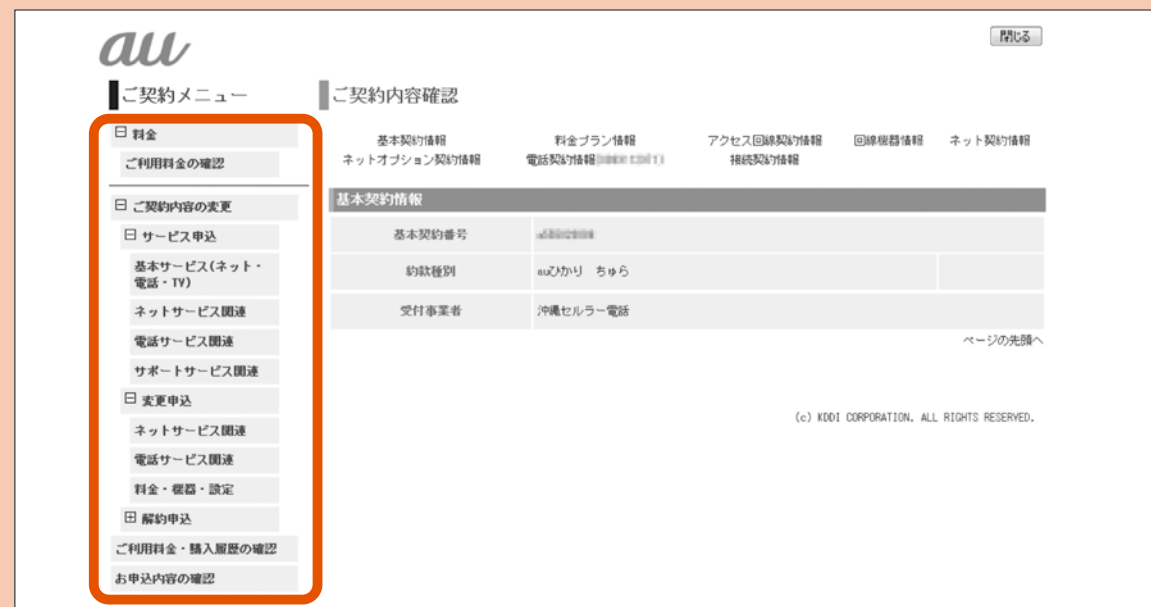 au
閉じる
ご契約メニュー
料金
ご利用料金の確認
ご契約内容の変更
サービス申込
基本サービス(ネット・
電話・TV)
ネットサービス関連
電話サービス関連
サポートサービス関連
変更申込
ネットサービス関連
電話サービス関連
料金・機器・設定
解約申込
ご利用料金・購入履歴の確認
お申込内容の確認
ご契約内容確認
基本契約情報 料金プラン情報 アクセス回線契約情報 回線機器情報 ネット契約情報
ネットオプション契約情報 電話契約情報 接続契約情報
基本契約情報
基本契約番号
約款種別 auひかり ちゅら
受付事業者 沖縄セルラー電話
ページの先頭へ
(c) KDDI CORPORATION. ALL RIGHTS RESERVED.